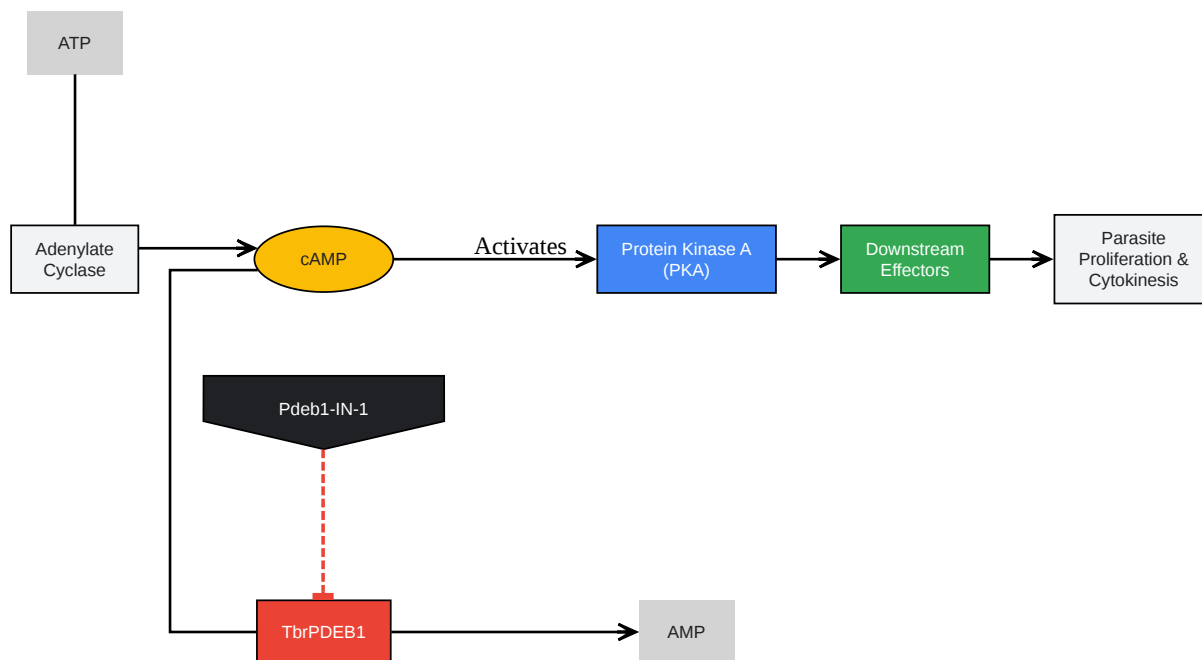 ATP
Adenylate
Cyclase
cAMP
Activates
Protein Kinase A
(PKA)
Downstream
Effectors
Parasite
Proliferation &
Cytokinesis
Pdeb1-IN-1
TbrPDEB1
AMP